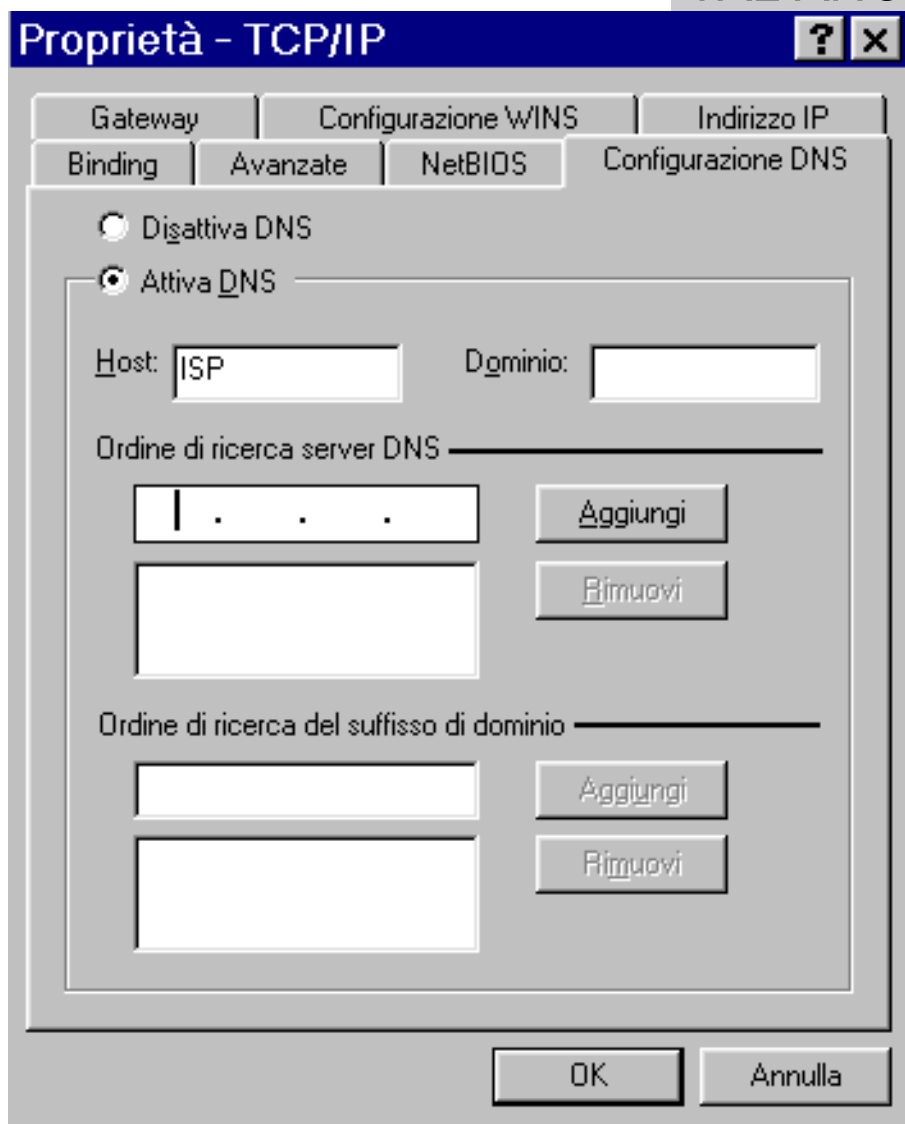 Proprietà - TCP/IP
Gateway Configurazione WINS Indirizzo IP
Binding Avanzate NetBIOS Configurazione DNS
Disattiva DNS
Attiva DNS
Host: ISP Dominio:
Ordine di ricerca server DNS
. . .
Aggiungi
Rimuovi
Ordine di ricerca del suffisso di dominio
Aggiungi
Rimuovi
OK Annulla